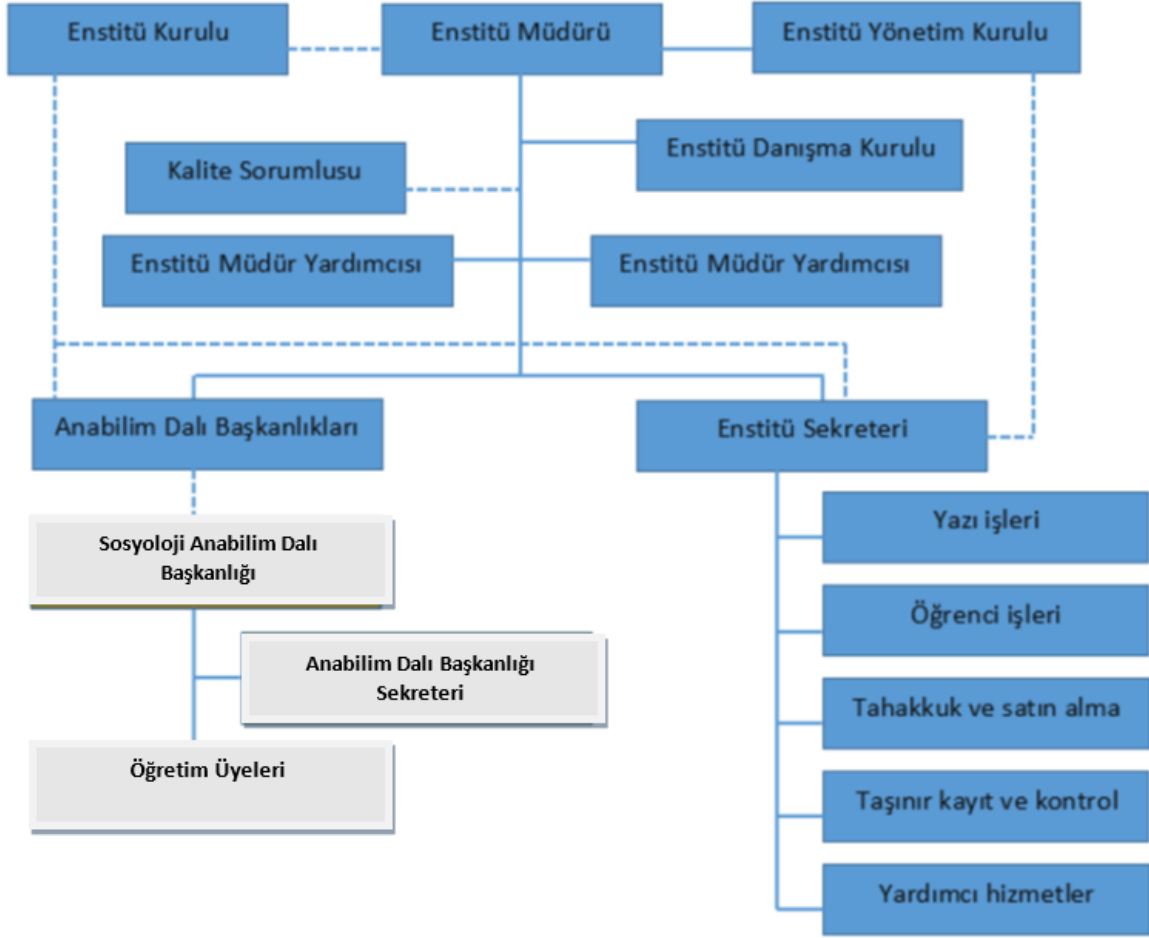 Enstitü Kurulu
Enstitü Müdürü
Enstitü Yönetim Kurulu
Enstitü Danışma Kurulu
Kalite Sorumlusu
Enstitü Müdür Yardımcısı
Enstitü Müdür Yardımcısı
Anabilim Dalı Başkanlıkları
Enstitü Sekreteri
Sosyoloji Anabilim Dalı
Başkanlığı
Anabilim Dalı Başkanlığı
Sekreteri
Öğretim Üyeleri
Yazı işleri
Öğrenci işleri
Tahakkuk ve satın alma
Taşınır kayıt ve kontrol
Yardımcı hizmetler